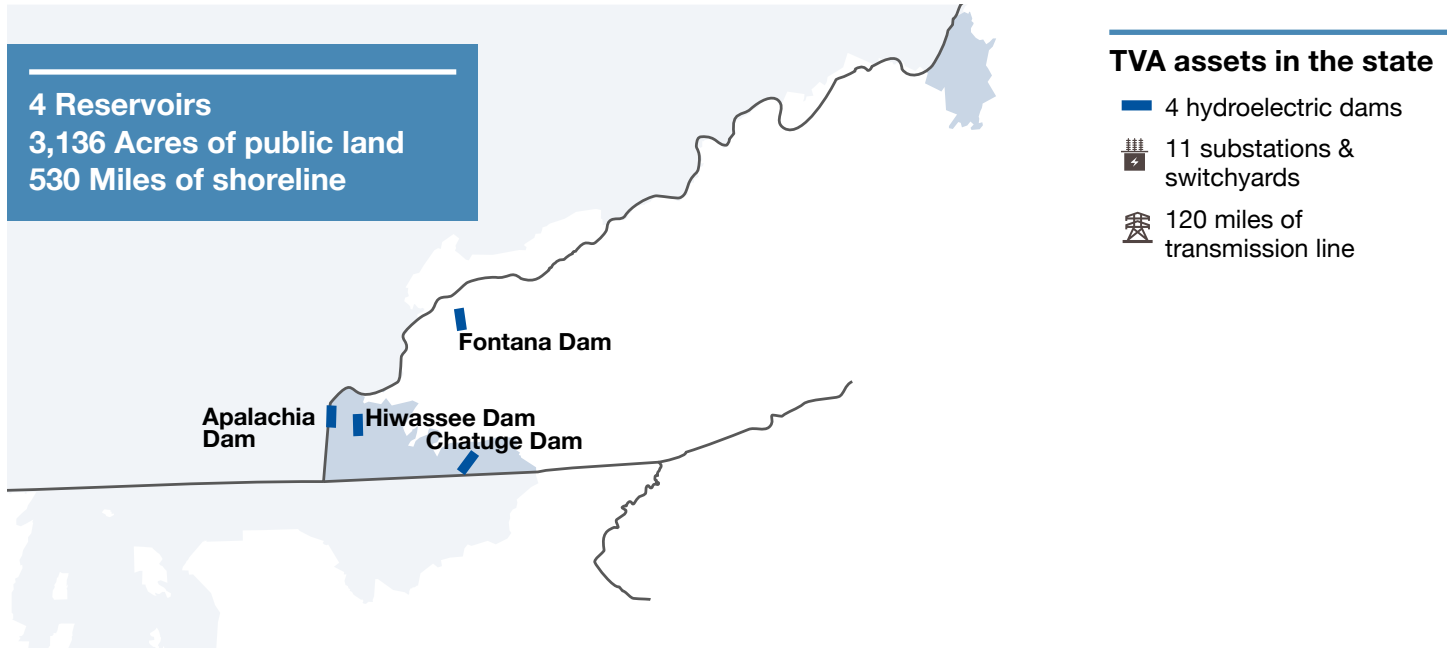 4 Reservoirs
3,136 Acres of public land
530 Miles of shoreline
TVA assets in the state
4 hydroelectric dams
11 substations &
switchyards
120 miles of
transmission line
Fontana Dam
Apalachia
Dam
Hiwassee Dam
Chatuge Dam